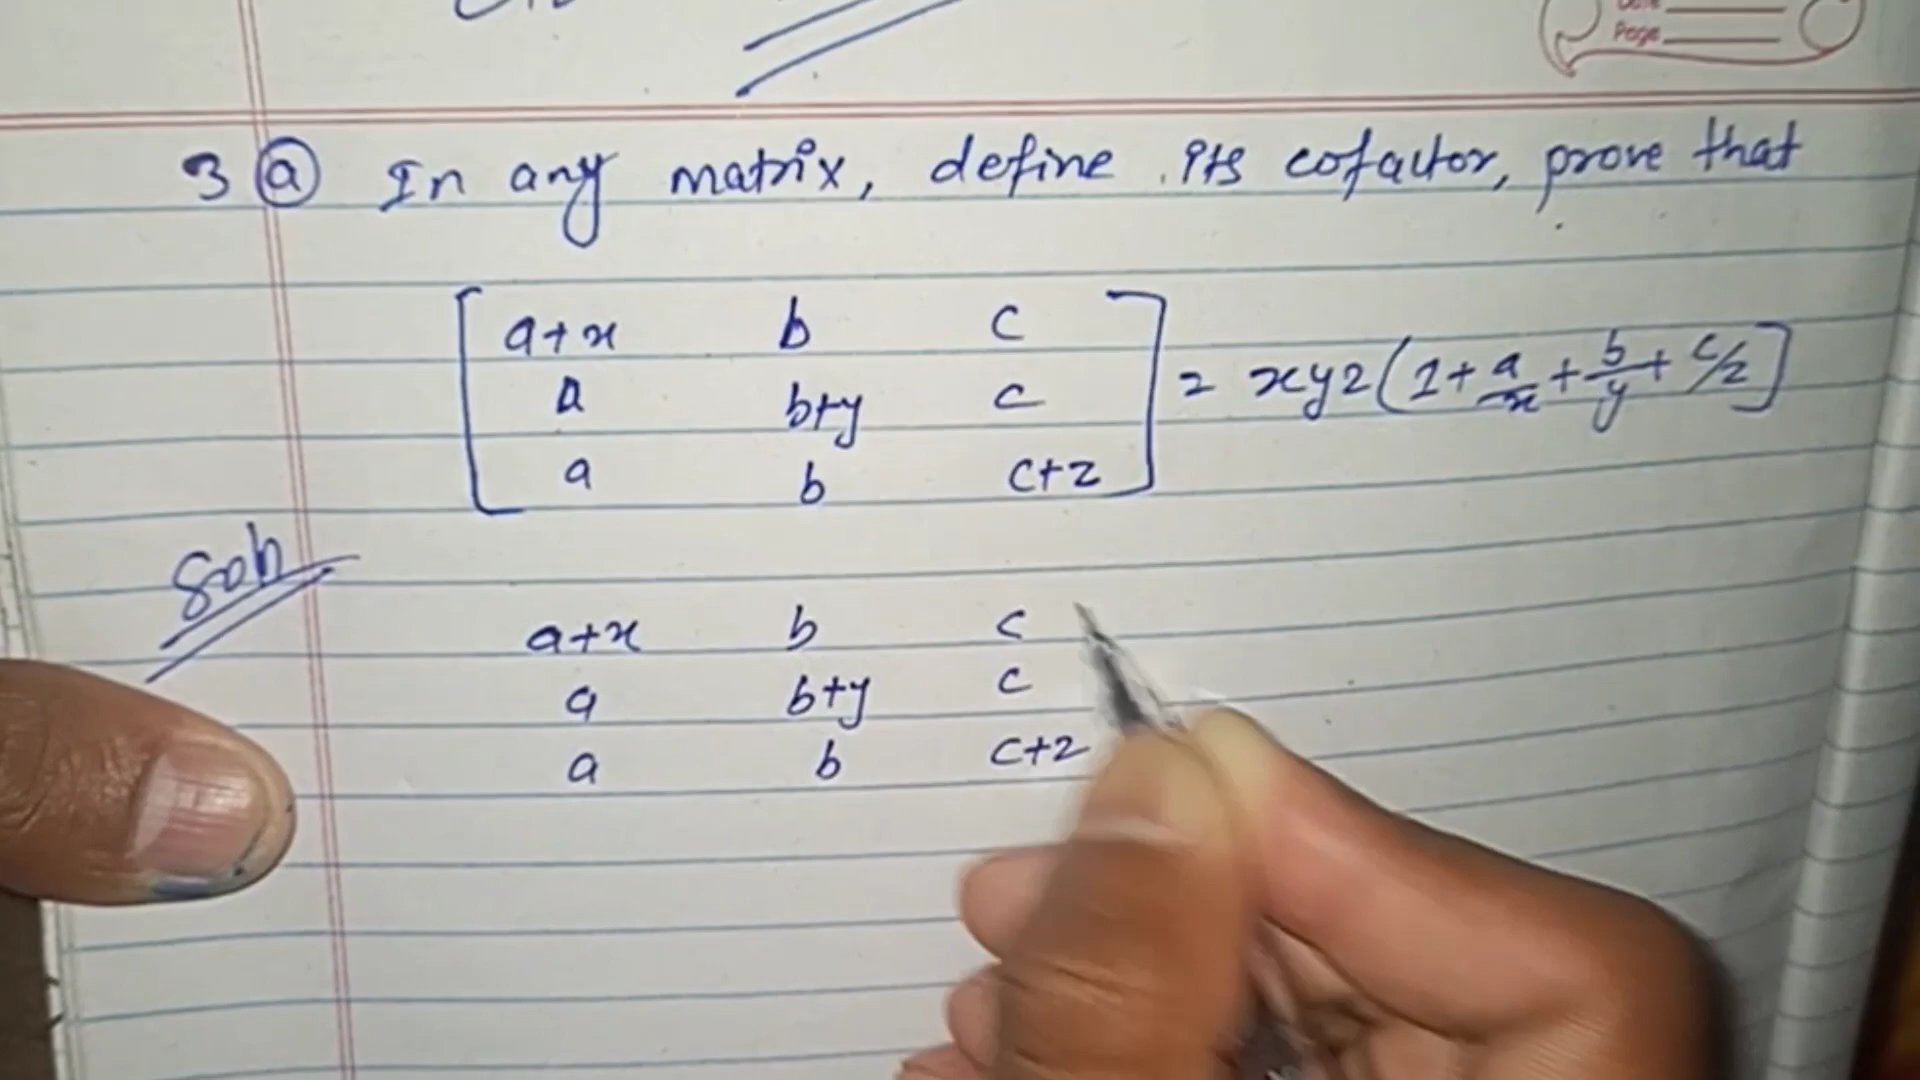 Page
3 (a) In any matrix, define its cofactor, prove that
[ a+x b c
a b+y c = xyz(1+a/x+b/y+c/z]
a b c+z ]
Soln
a+x b c
a b+y c
a b c+z